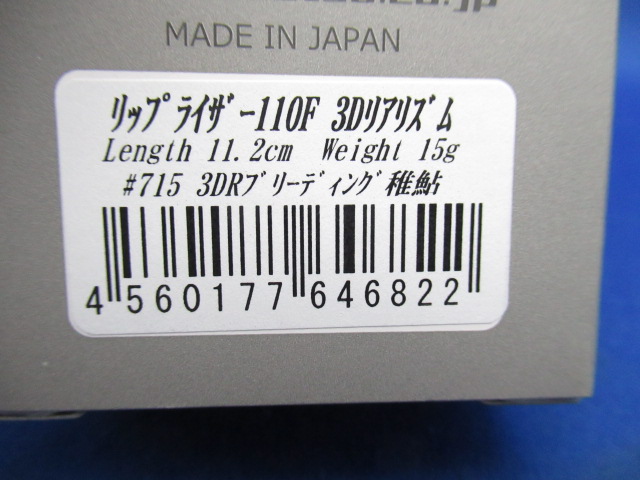 MADE IN JAPAN
リップライザー110F 3Dリアリズム
Length 11.2cm Weight 15g
#715 3DRブリーディング稚鮎
4 560177 646822